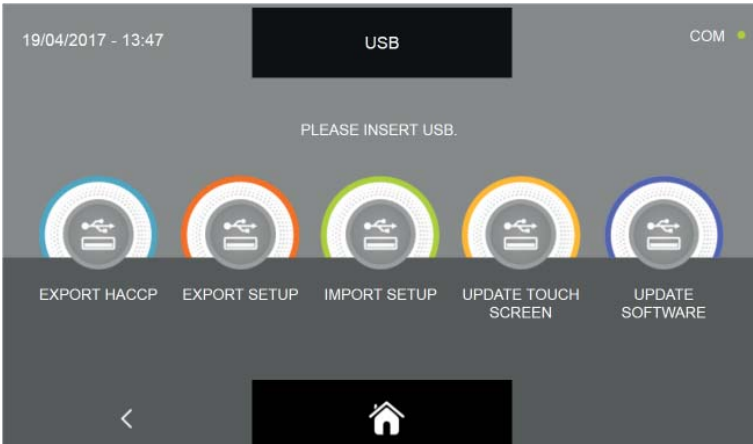 19/04/2017 - 13:47
USB
COM
PLEASE INSERT USB.
EXPORT HACCP
EXPORT SETUP
IMPORT SETUP
UPDATE TOUCH
SCREEN
UPDATE
SOFTWARE